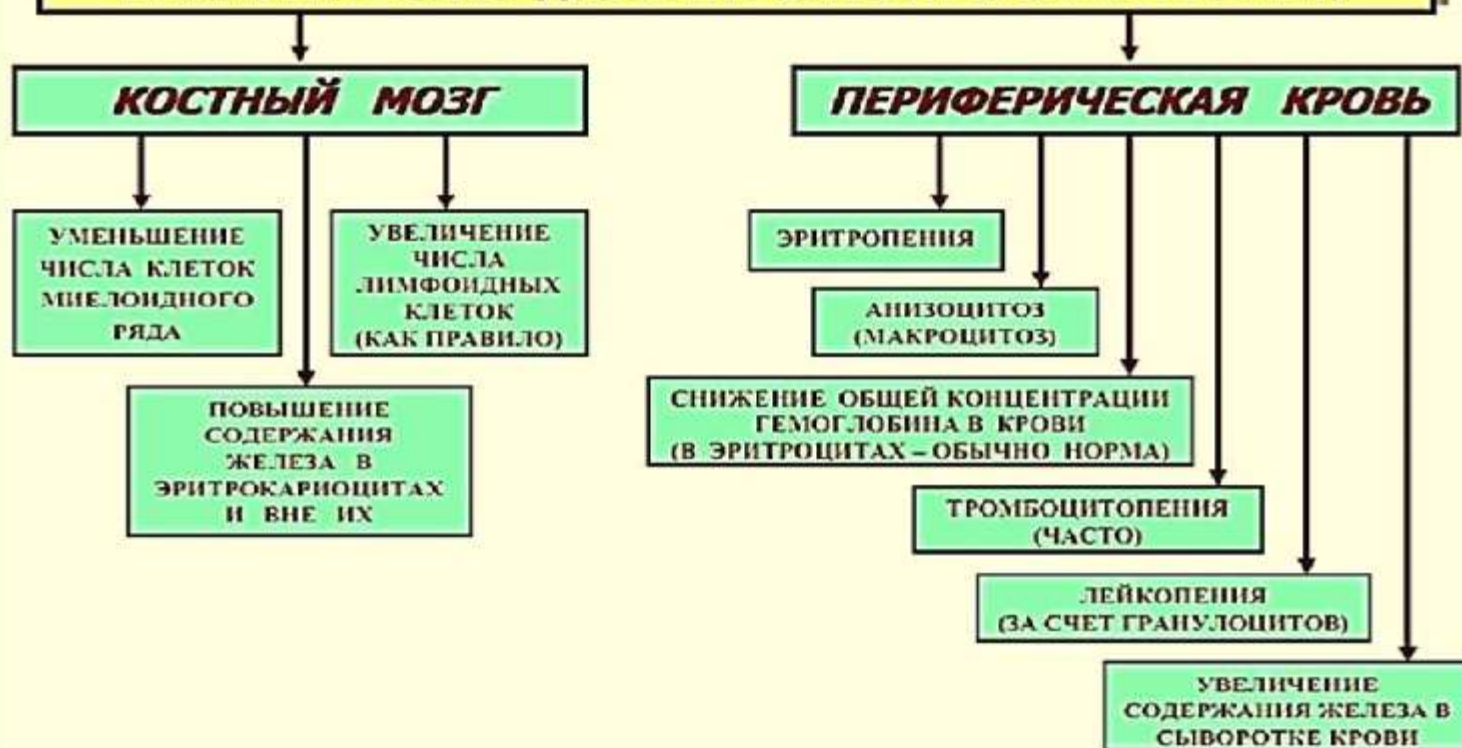 КОСТНЫЙ МОЗГ
УМЕНЬШЕНИЕ
ЧИСЛА КЛЕТОК
МИЕЛОИДНОГО
РЯДА
УВЕЛИЧЕНИЕ
ЧИСЛА
ЛИМФОИДНЫХ
КЛЕТОК
(КАК ПРАВИЛО)
ПОВЫШЕНИЕ
СОДЕРЖАНИЯ
ЖЕЛЕЗА В
ЭРИТРОКАРИОЦИТАХ
И ВНЕ ИХ
ПЕРИФЕРИЧЕСКАЯ КРОВЬ
ЭРИТРОПЕНИЯ
АНИЗОЦИТОЗ
(МАКРОЦИТОЗ)
СНИЖЕНИЕ ОБЩЕЙ КОНЦЕНТРАЦИИ
ГЕМОГЛОБИНА В КРОВИ
(В ЭРИТРОЦИТАХ – ОБЫЧНО НОРМА)
ТРОМБОЦИТОПЕНИЯ
(ЧАСТО)
ЛЕЙКОПЕНИЯ
(ЗА СЧЕТ ГРАНУЛОЦИТОВ)
УВЕЛИЧЕНИЕ
СОДЕРЖАНИЯ ЖЕЛЕЗА В
СЫВОРОТКЕ КРОВИ